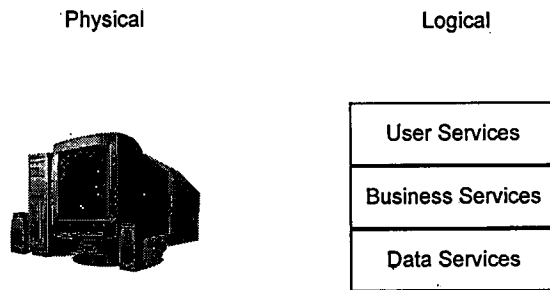 Physical
Logical
User Services
Business Services
Data Services